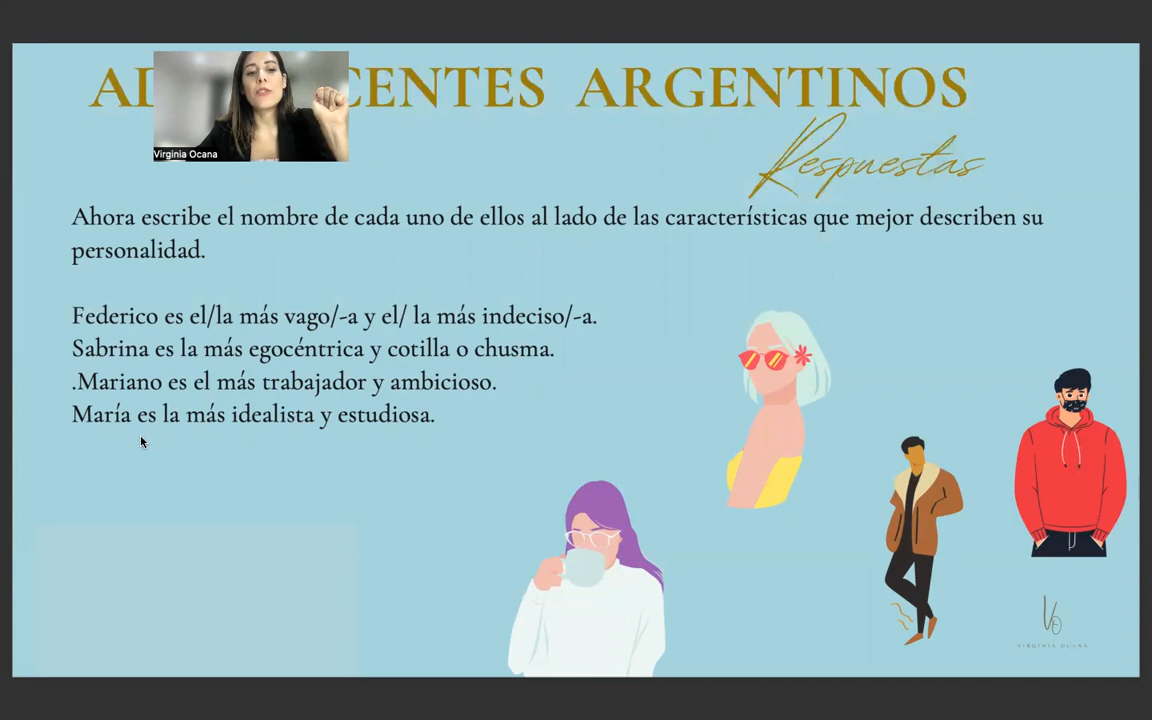 ARGENTINOS
Virginia Ocana
Respuestas
Ahora escribe el nombre de cada uno de ellos al lado de las características que mejor describen su
personalidad.
Federico es el/la más vago/-a y el/ la más indeciso/-a.
Sabrina es la más egocéntrica y cotilla o chusma.
.Mariano es el más trabajador y ambicioso.
María es la más idealista y estudiosa.
VO
VIRGINIA OCANA